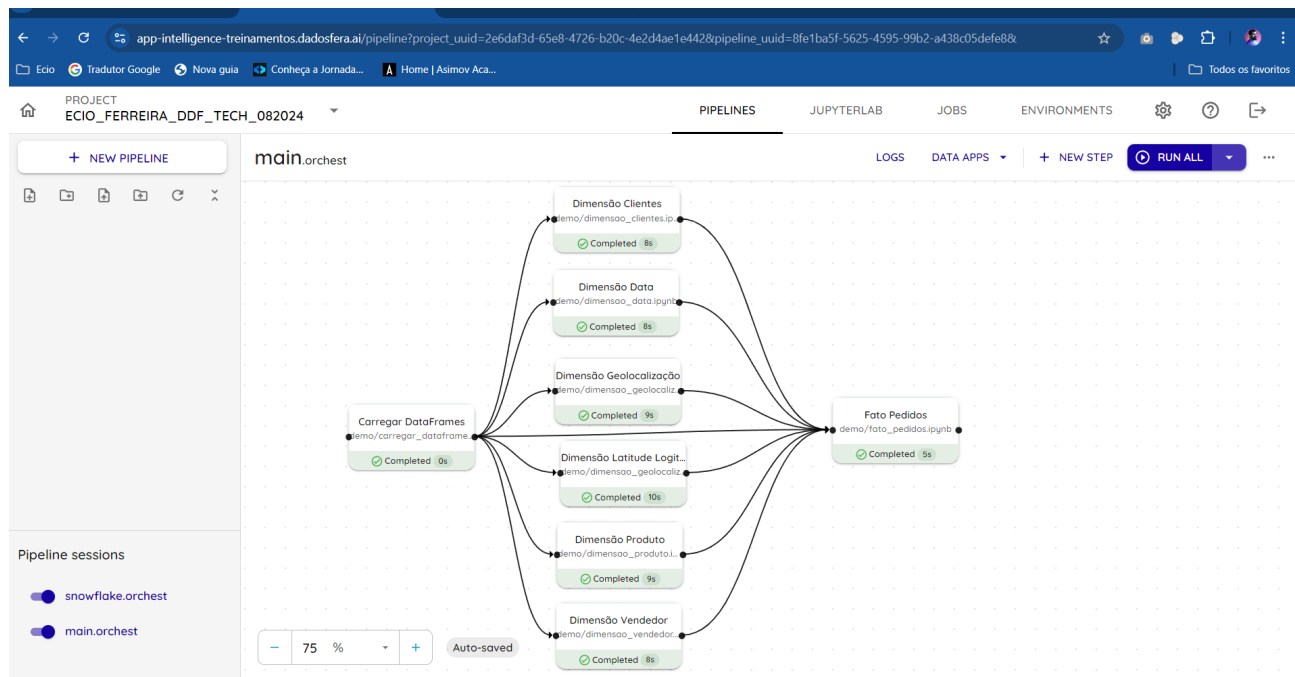 app-intelligence-treinamentos.dadosfera.ai/pipeline?project_uuid=2e6daf3d-65e8-4726-b20c-4e2d4ae1e442&pipeline_uuid=8fe1ba5f-5625-4595-99b2-a438c05defe8&
Ecio Tradutor Google Nova guia Conheça a Jornada... Home | Asimov Aca... Todos os favoritos
PROJECT
ECIO_FERREIRA_DDF_TECH_082024
PIPELINES JUPYTERLAB JOBS ENVIRONMENTS
+ NEW PIPELINE
main.orchest
LOGS DATA APPS + NEW STEP RUN ALL
Dimensão Clientes
demo/dimensao_clientes.ip...
Completed 8s
Dimensão Data
demo/dimensao_data.ipynb
Completed 8s
Dimensão Geolocalização
demo/dimensao_geolocaliz...
Completed 9s
Carregar DataFrames
demo/carregar_dataframe...
Completed 0s
Fato Pedidos
demo/fato_pedidos.ipynb
Completed 5s
Dimensão Latitude Logit...
demo/dimensao_geolocaliz...
Completed 10s
Dimensão Produto
demo/dimensao_produto.i...
Completed 9s
Dimensão Vendedor
demo/dimensao_vendedor...
Completed 8s
Pipeline sessions
snowflake.orchest
main.orchest
− 75 % +
Auto-saved